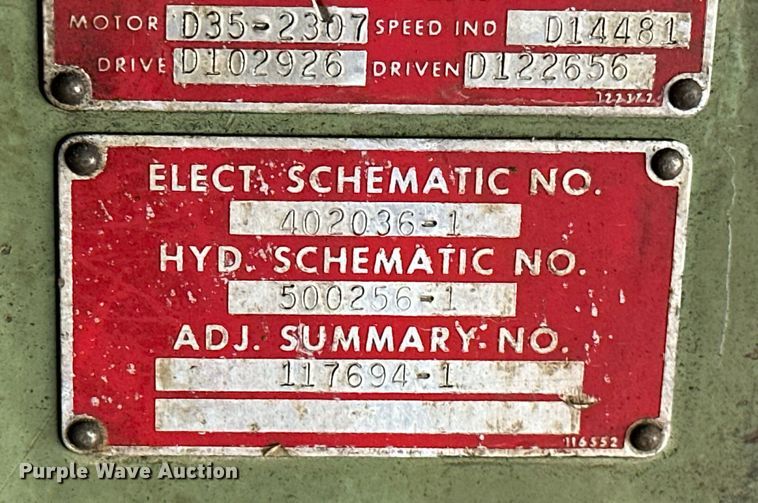 MOTOR D35-2307 SPEED IND D14481
DRIVE D102926 DRIVEN D122656
ELECT. SCHEMATIC NO.
402036-1
HYD. SCHEMATIC NO.
500256-1
ADJ. SUMMARY NO.
117694-1
116552
Purple Wave Auction